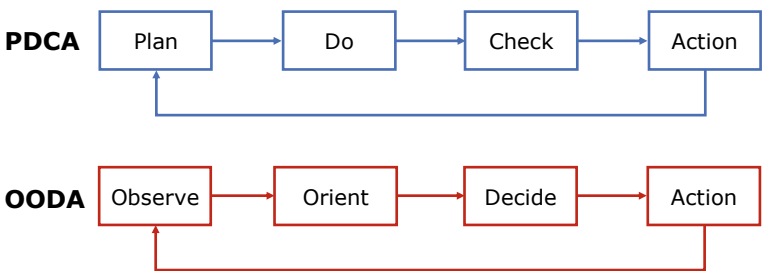 PDCA Plan Do Check Action
OODA Observe Orient Decide Action